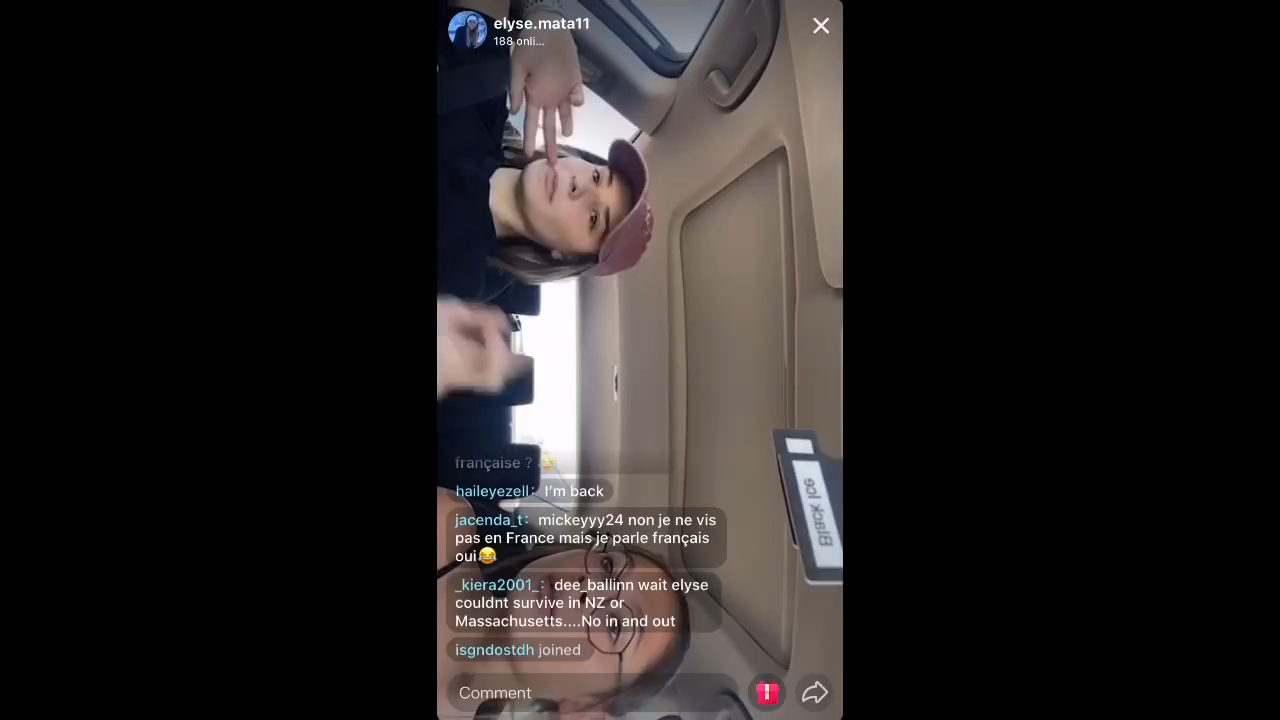 elyse.mata11
188 onli...
française ? 😂
haileyezell: I'm back
jacenda_t: mickeyyy24 non je ne vis
pas en France mais je parle français
oui😂
_kiera2001_: dee_ballinn wait elyse
couldnt survive in NZ or
Massachusetts....No in and out
isgndostdh joined
Comment
Black Ice